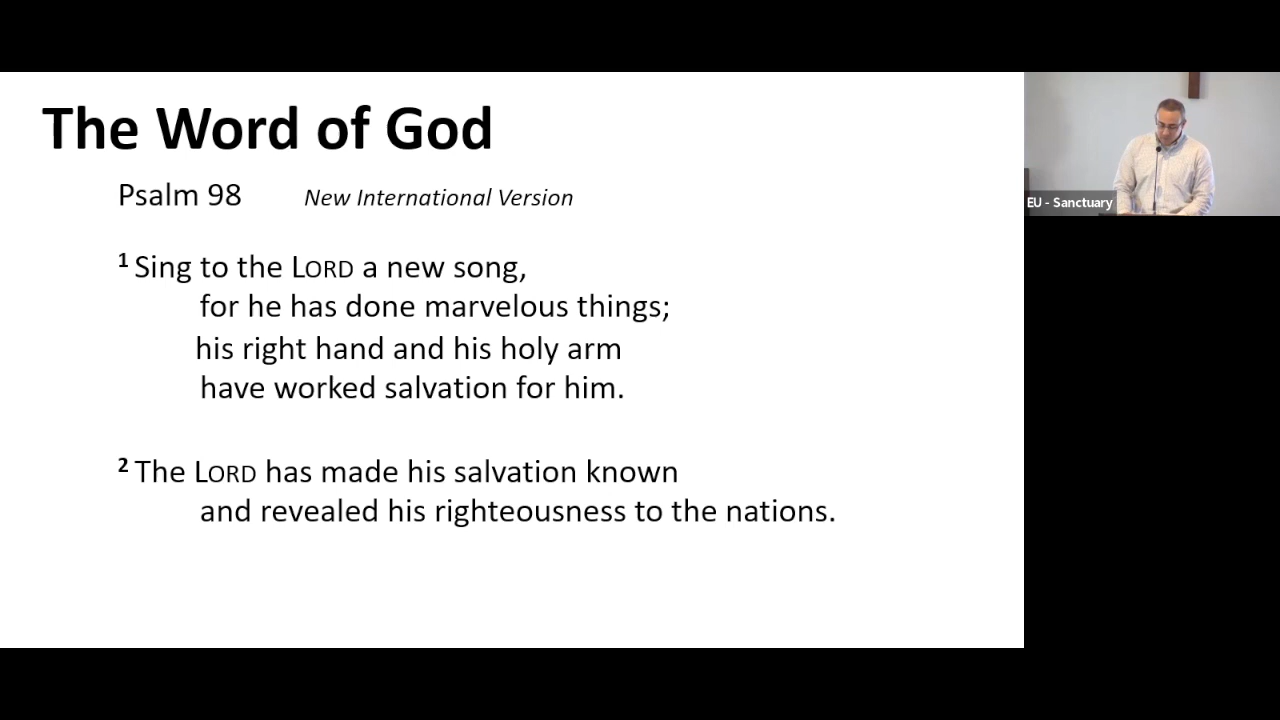 The Word of God
Psalm 98 New International Version
1 Sing to the LORD a new song,
for he has done marvelous things;
his right hand and his holy arm
have worked salvation for him.
2 The LORD has made his salvation known
and revealed his righteousness to the nations.
EU - Sanctuary